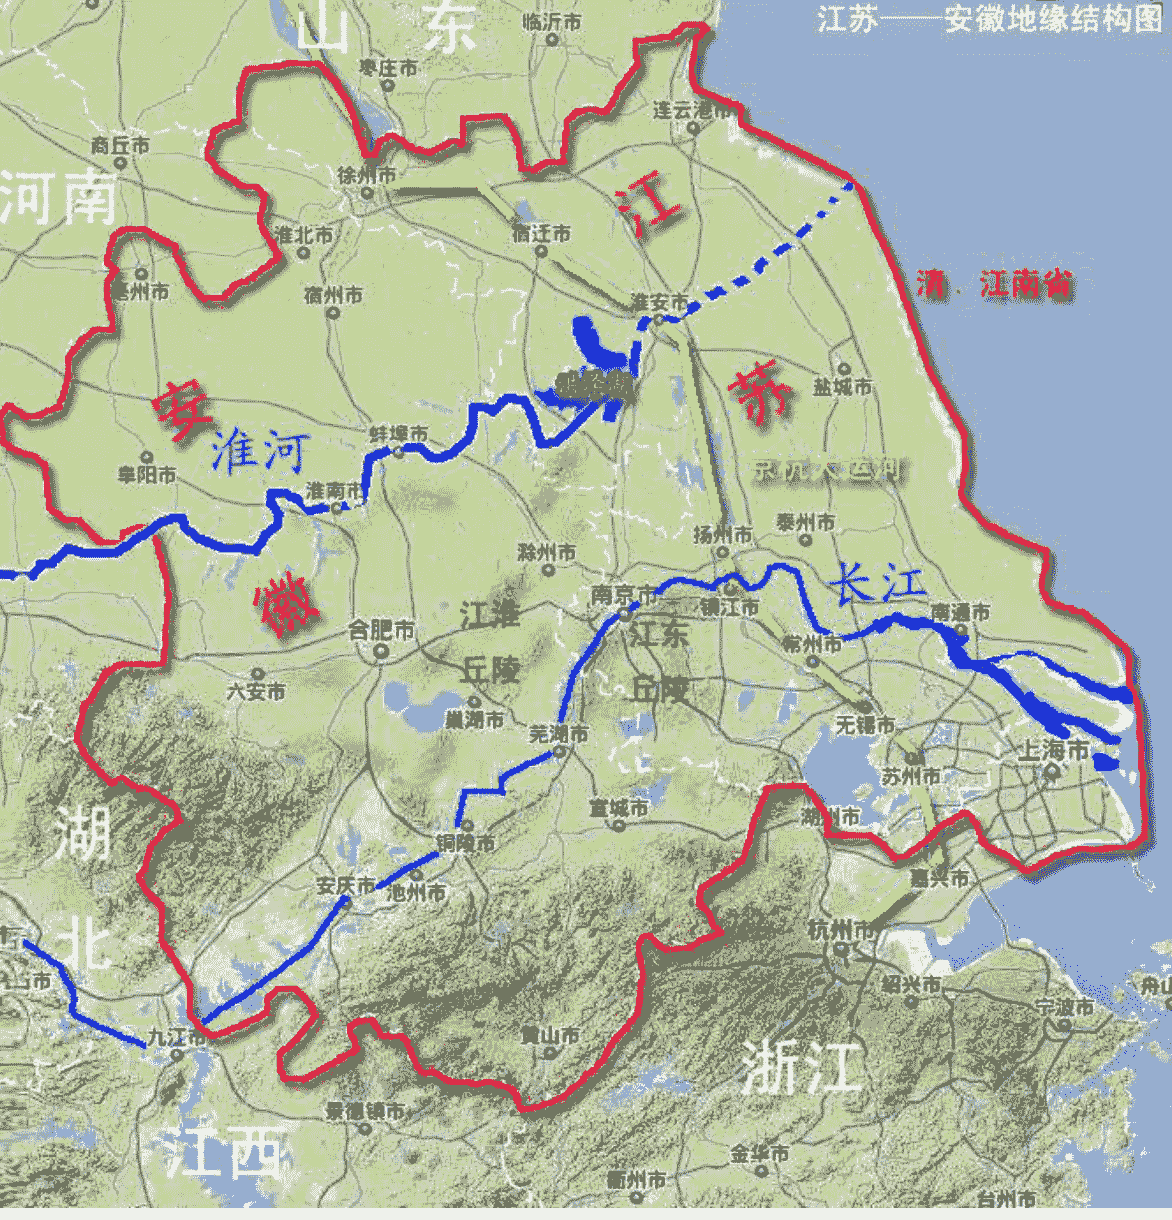 江苏——安徽地缘结构图
山东
临沂市
枣庄市
连云港市
商丘市
河南
徐州市
江
淮北市
宿迁市
亳州市
宿州市
淮安市
清、江南省
安
苏
盐城市
淮河
蚌埠市
阜阳市
京杭大运河
淮南市
扬州市
泰州市
滁州市
长江
徽
南京市
镇江市
南通市
合肥市
江淮
丘陵
江东
丘陵
常州市
六安市
巢湖市
芜湖市
无锡市
上海市
苏州市
宣城市
湖州市
湖北
铜陵市
安庆市
池州市
嘉兴市
杭州市
绍兴市
舟山
宁波市
九江市
黄山市
浙江
景德镇市
江西
金华市
衢州市
台州市